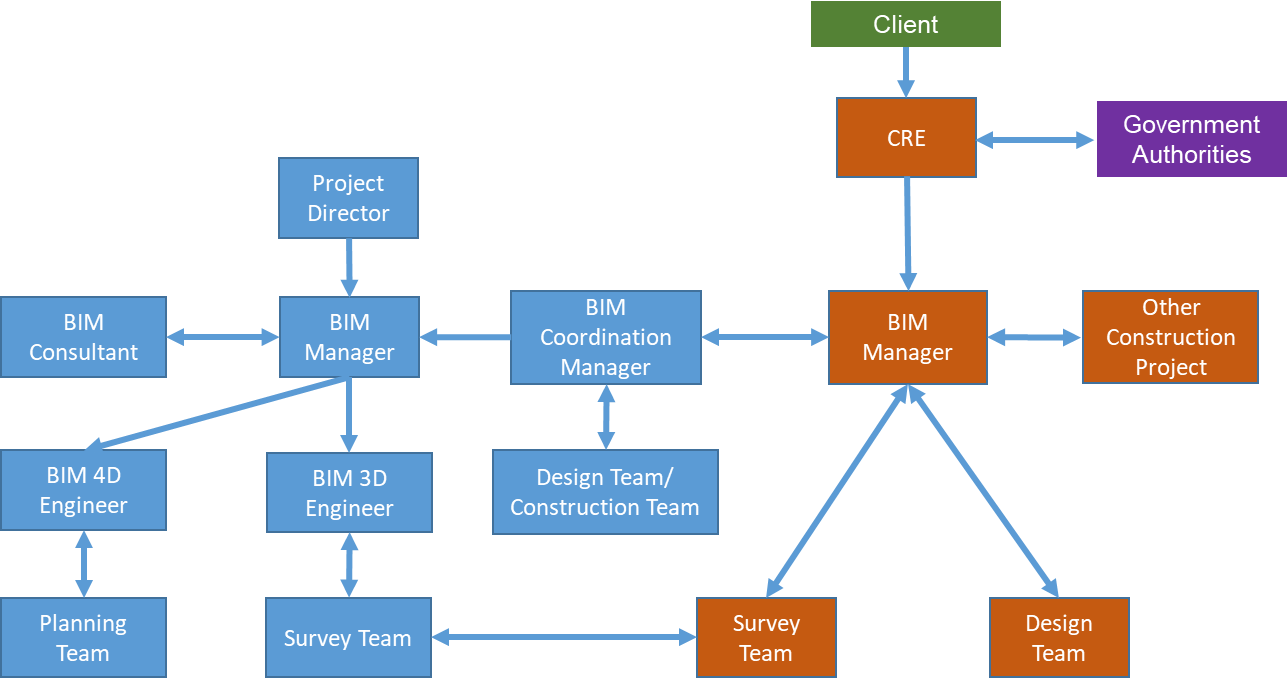 Client
CRE
Government
Authorities
Project
Director
BIM
Consultant
BIM
Manager
BIM
Coordination
Manager
BIM
Manager
Other
Construction
Project
BIM 4D
Engineer
BIM 3D
Engineer
Design Team/
Construction Team
Planning
Team
Survey Team
Survey
Team
Design
Team